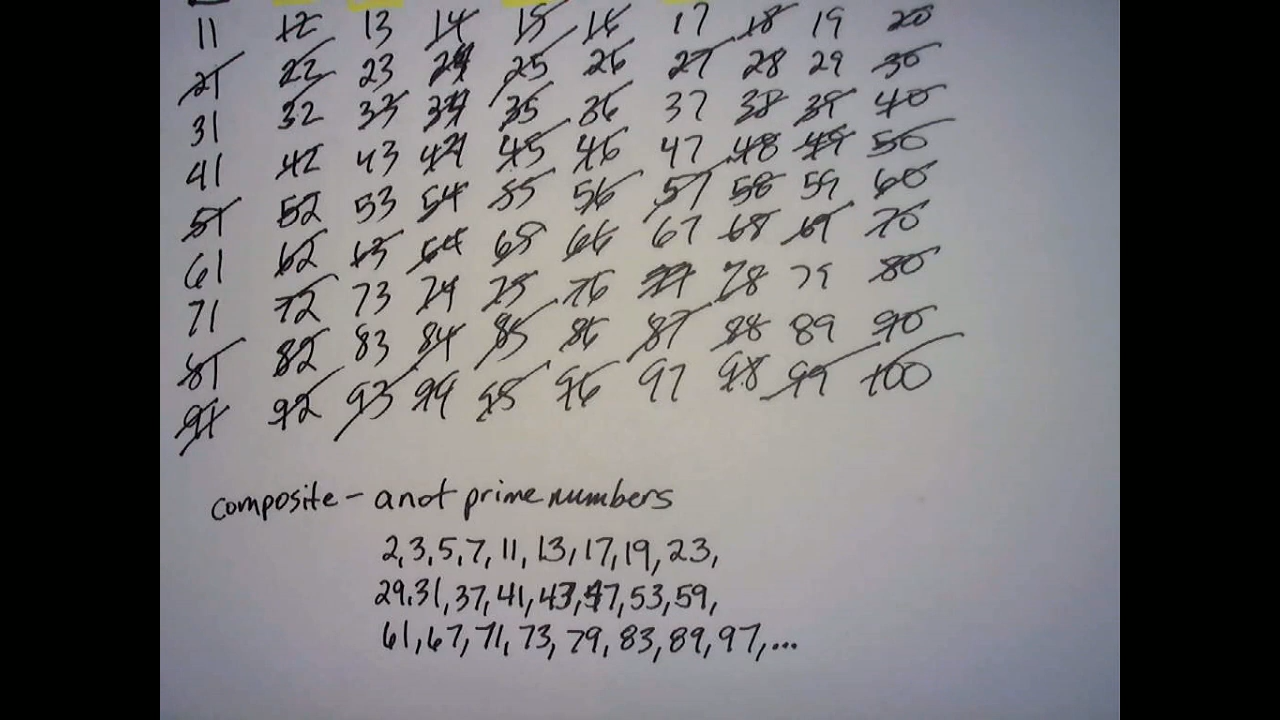 11 12 13 14 15 16 17 18 19 20
21 22 23 24 25 26 27 28 29 30
31 32 33 34 35 36 37 38 39 40
41 42 43 44 45 46 47 48 49 50
51 52 53 54 55 56 57 58 59 60
61 62 63 64 65 66 67 68 69 70
71 72 73 74 75 76 77 78 79 80
81 82 83 84 85 86 87 88 89 90
91 92 93 94 95 96 97 98 99 100
composite - anot prime numbers
2, 3, 5, 7, 11, 13, 17, 19, 23,
29, 31, 37, 41, 43, 47, 53, 59,
61, 67, 71, 73, 79, 83, 89, 97, ...